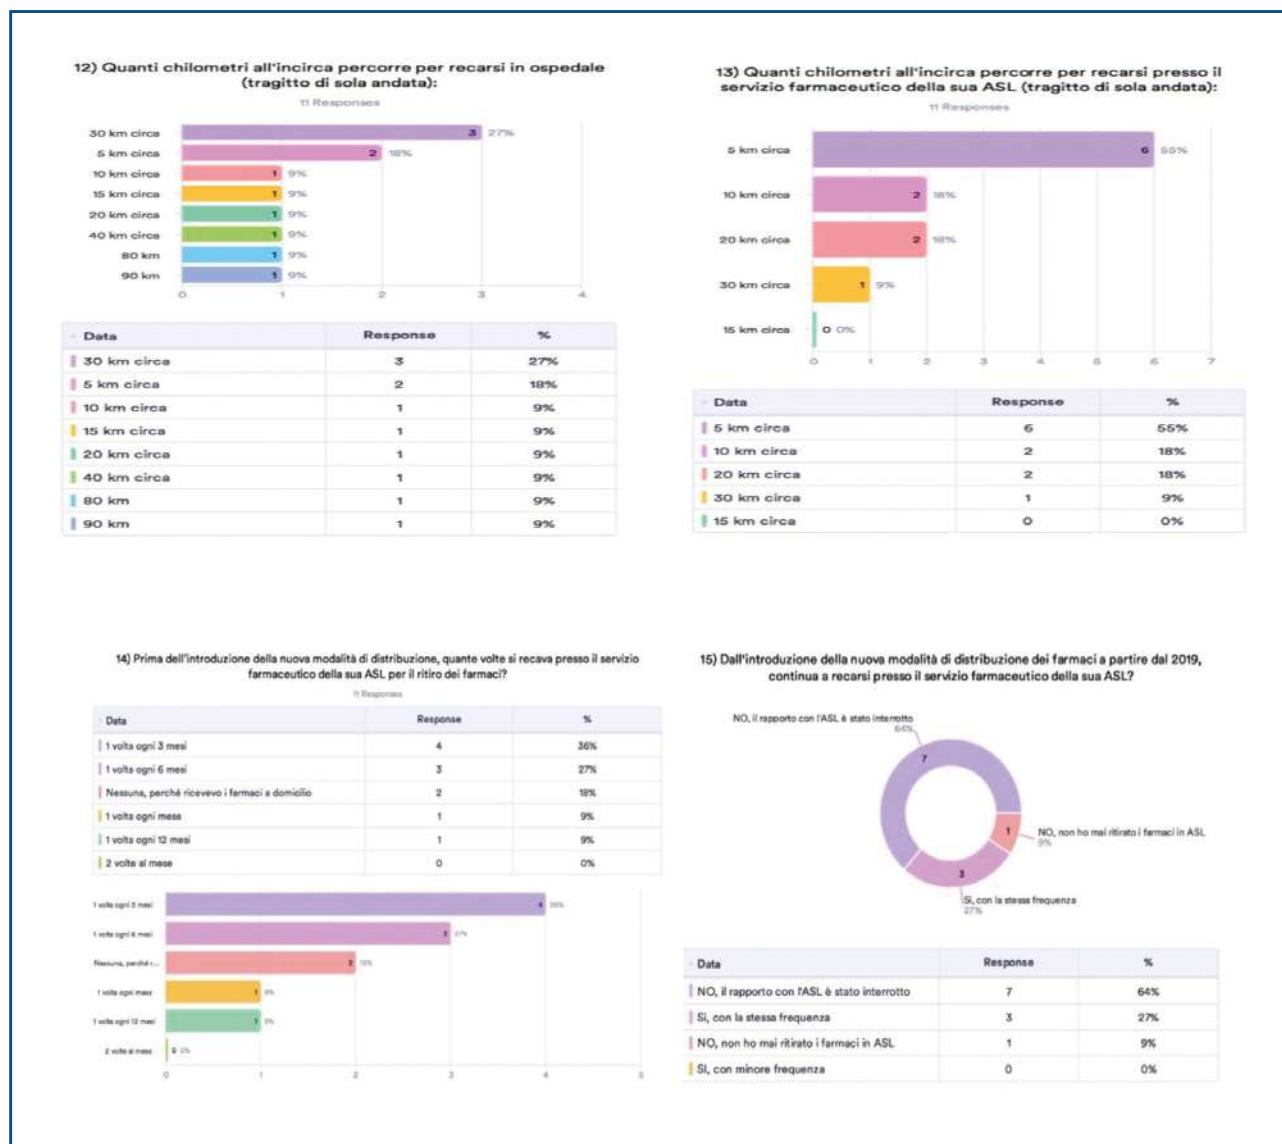 12) Quanti chilometri all'incirca percorre per recarsi in ospedale
(tragitto di sola andata):
11 Responses
30 km circa 3 27%
5 km circa 2 18%
10 km circa 1 9%
15 km circa 1 9%
20 km circa 1 9%
40 km circa 1 9%
80 km 1 9%
90 km 1 9%
0 1 2 3 4
Data Response %
30 km circa 3 27%
5 km circa 2 18%
10 km circa 1 9%
15 km circa 1 9%
20 km circa 1 9%
40 km circa 1 9%
80 km 1 9%
90 km 1 9%
13) Quanti chilometri all'incirca percorre per recarsi presso il
servizio farmaceutico della sua ASL (tragitto di sola andata):
11 Responses
5 km circa 6 55%
10 km circa 2 18%
20 km circa 2 18%
30 km circa 1 9%
15 km circa 0 0%
0 1 2 3 4 5 6 7
Data Response %
5 km circa 6 55%
10 km circa 2 18%
20 km circa 2 18%
30 km circa 1 9%
15 km circa 0 0%
14) Prima dell'introduzione della nuova modalità di distribuzione, quante volte si recava presso il servizio
farmaceutico della sua ASL per il ritiro dei farmaci?
11 Responses
Data Response %
1 volta ogni 3 mesi 4 36%
1 volta ogni 6 mesi 3 27%
Nessuna, perché ricevevo i farmaci a domicilio 2 18%
1 volta ogni mese 1 9%
1 volta ogni 12 mesi 1 9%
2 volte al mese 0 0%
1 volta ogni 3 mesi 4 36%
1 volta ogni 6 mesi 3 27%
Nessuna, perché r... 2 18%
1 volta ogni mese 1 9%
1 volta ogni 12 mesi 1 9%
2 volte al mese 0 0%
0 1 2 3 4 5
15) Dall'introduzione della nuova modalità di distribuzione dei farmaci a partire dal 2019,
continua a recarsi presso il servizio farmaceutico della sua ASL?
NO, il rapporto con l'ASL è stato interrotto
64%
7
1
NO, non ho mai ritirato i farmaci in ASL
9%
3
Si, con la stessa frequenza
27%
Data Response %
NO, il rapporto con l'ASL è stato interrotto 7 64%
Si, con la stessa frequenza 3 27%
NO, non ho mai ritirato i farmaci in ASL 1 9%
SI, con minore frequenza 0 0%